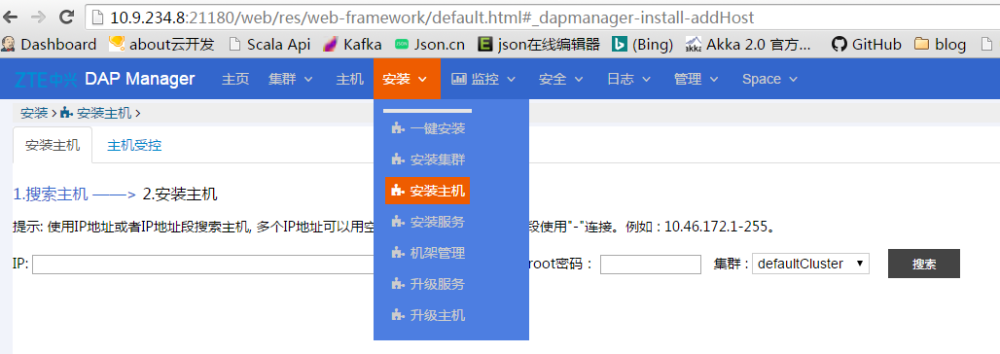 10.9.234.8:21180/web/res/web-framework/default.html#_dapmanager-install-addHost
Dashboard about云开发 Scala Api Kafka Json.cn json在线编辑器 (Bing) Akka 2.0 官方... GitHub blog
ZTE中兴 DAP Manager 主页 集群 主机 安装 监控 安全 日志 管理 Space
安装 > 安装主机 >
安装主机 主机受控
一键安装
安装集群
安装主机
安装服务
机架管理
升级服务
升级主机
1.搜索主机 ——> 2.安装主机
提示: 使用IP地址或者IP地址段搜索主机, 多个IP地址可以用空 段使用"-"连接。例如 : 10.46.172.1-255。
IP: root密码 : 集群 : defaultCluster 搜索